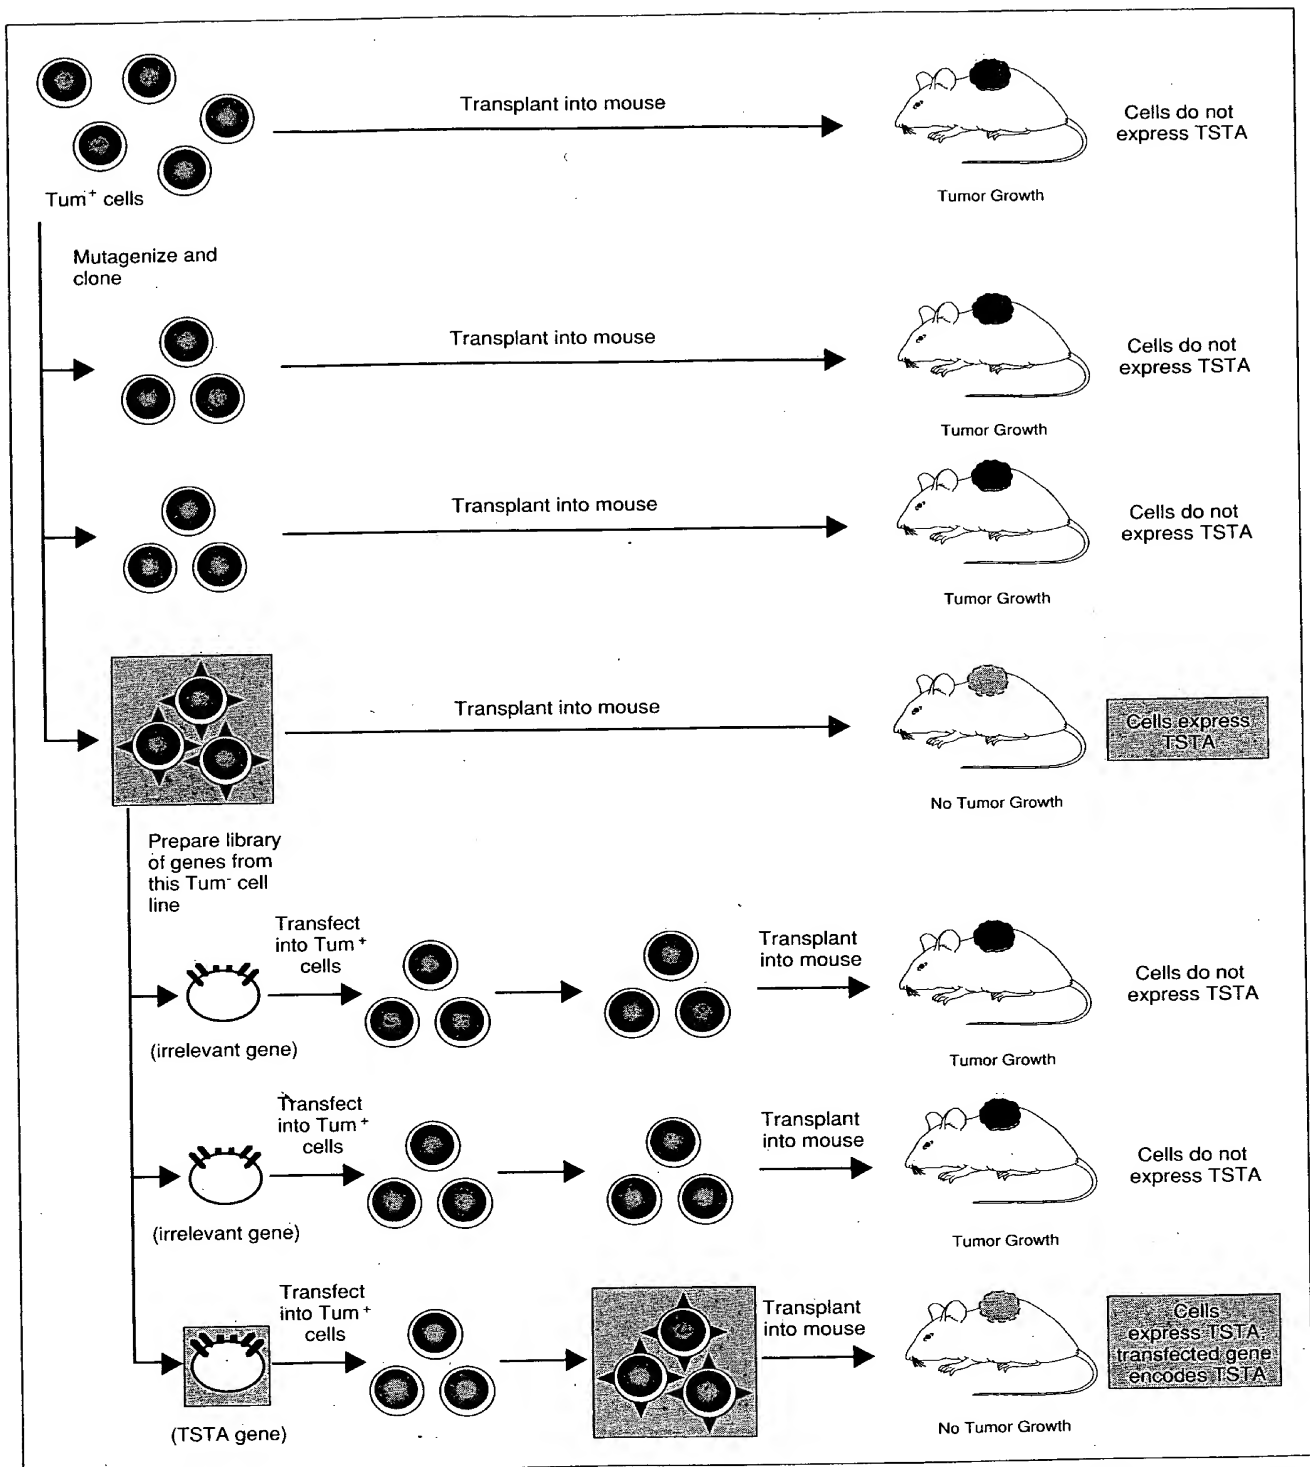 Transplant into mouse
Cells do not
express TSTA
Tum+ cells
Tumor Growth
Mutagenize and
clone
Transplant into mouse
Cells do not
express TSTA
Tumor Growth
Transplant into mouse
Cells do not
express TSTA
Tumor Growth
Transplant into mouse
Cells express
TSTA
No Tumor Growth
Prepare library
of genes from
this Tum- cell
line
Transfect
into Tum+
cells
Transplant
into mouse
Cells do not
express TSTA
(irrelevant gene)
Tumor Growth
Transfect
into Tum+
cells
Transplant
into mouse
Cells do not
express TSTA
(irrelevant gene)
Tumor Growth
Transfect
into Tum+
cells
Transplant
into mouse
Cells
express TSTA;
transfected gene
encodes TSTA
(TSTA gene)
No Tumor Growth